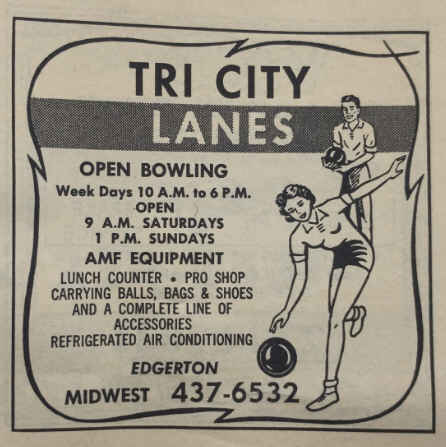 TRI CITY
LANES
OPEN BOWLING
Week Days 10 A.M. to 6 P.M.
OPEN
9 A.M. SATURDAYS
1 P.M. SUNDAYS
AMF EQUIPMENT
LUNCH COUNTER • PRO SHOP
CARRYING BALLS, BAGS & SHOES
AND A COMPLETE LINE OF
ACCESSORIES
REFRIGERATED AIR CONDITIONING
EDGERTON
MIDWEST 437-6532